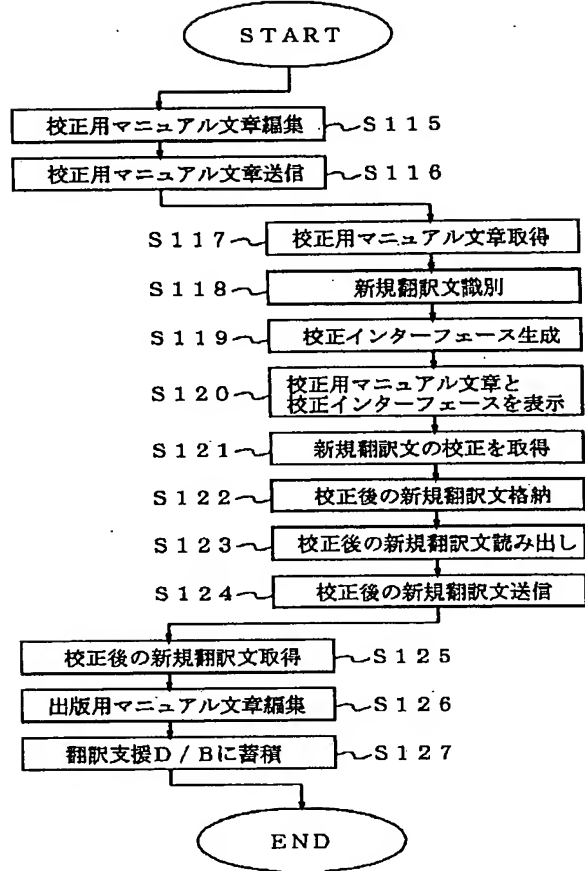 START
校正用マニュアル文章編集 S115
校正用マニュアル文章送信 S116
S117 校正用マニュアル文章取得
S118 新規翻訳文識別
S119 校正インターフェース生成
S120 校正用マニュアル文章と
校正インターフェースを表示
S121 新規翻訳文の校正を取得
S122 校正後の新規翻訳文格納
S123 校正後の新規翻訳文読み出し
S124 校正後の新規翻訳文送信
校正後の新規翻訳文取得 S125
出版用マニュアル文章編集 S126
翻訳支援D/Bに蓄積 S127
END